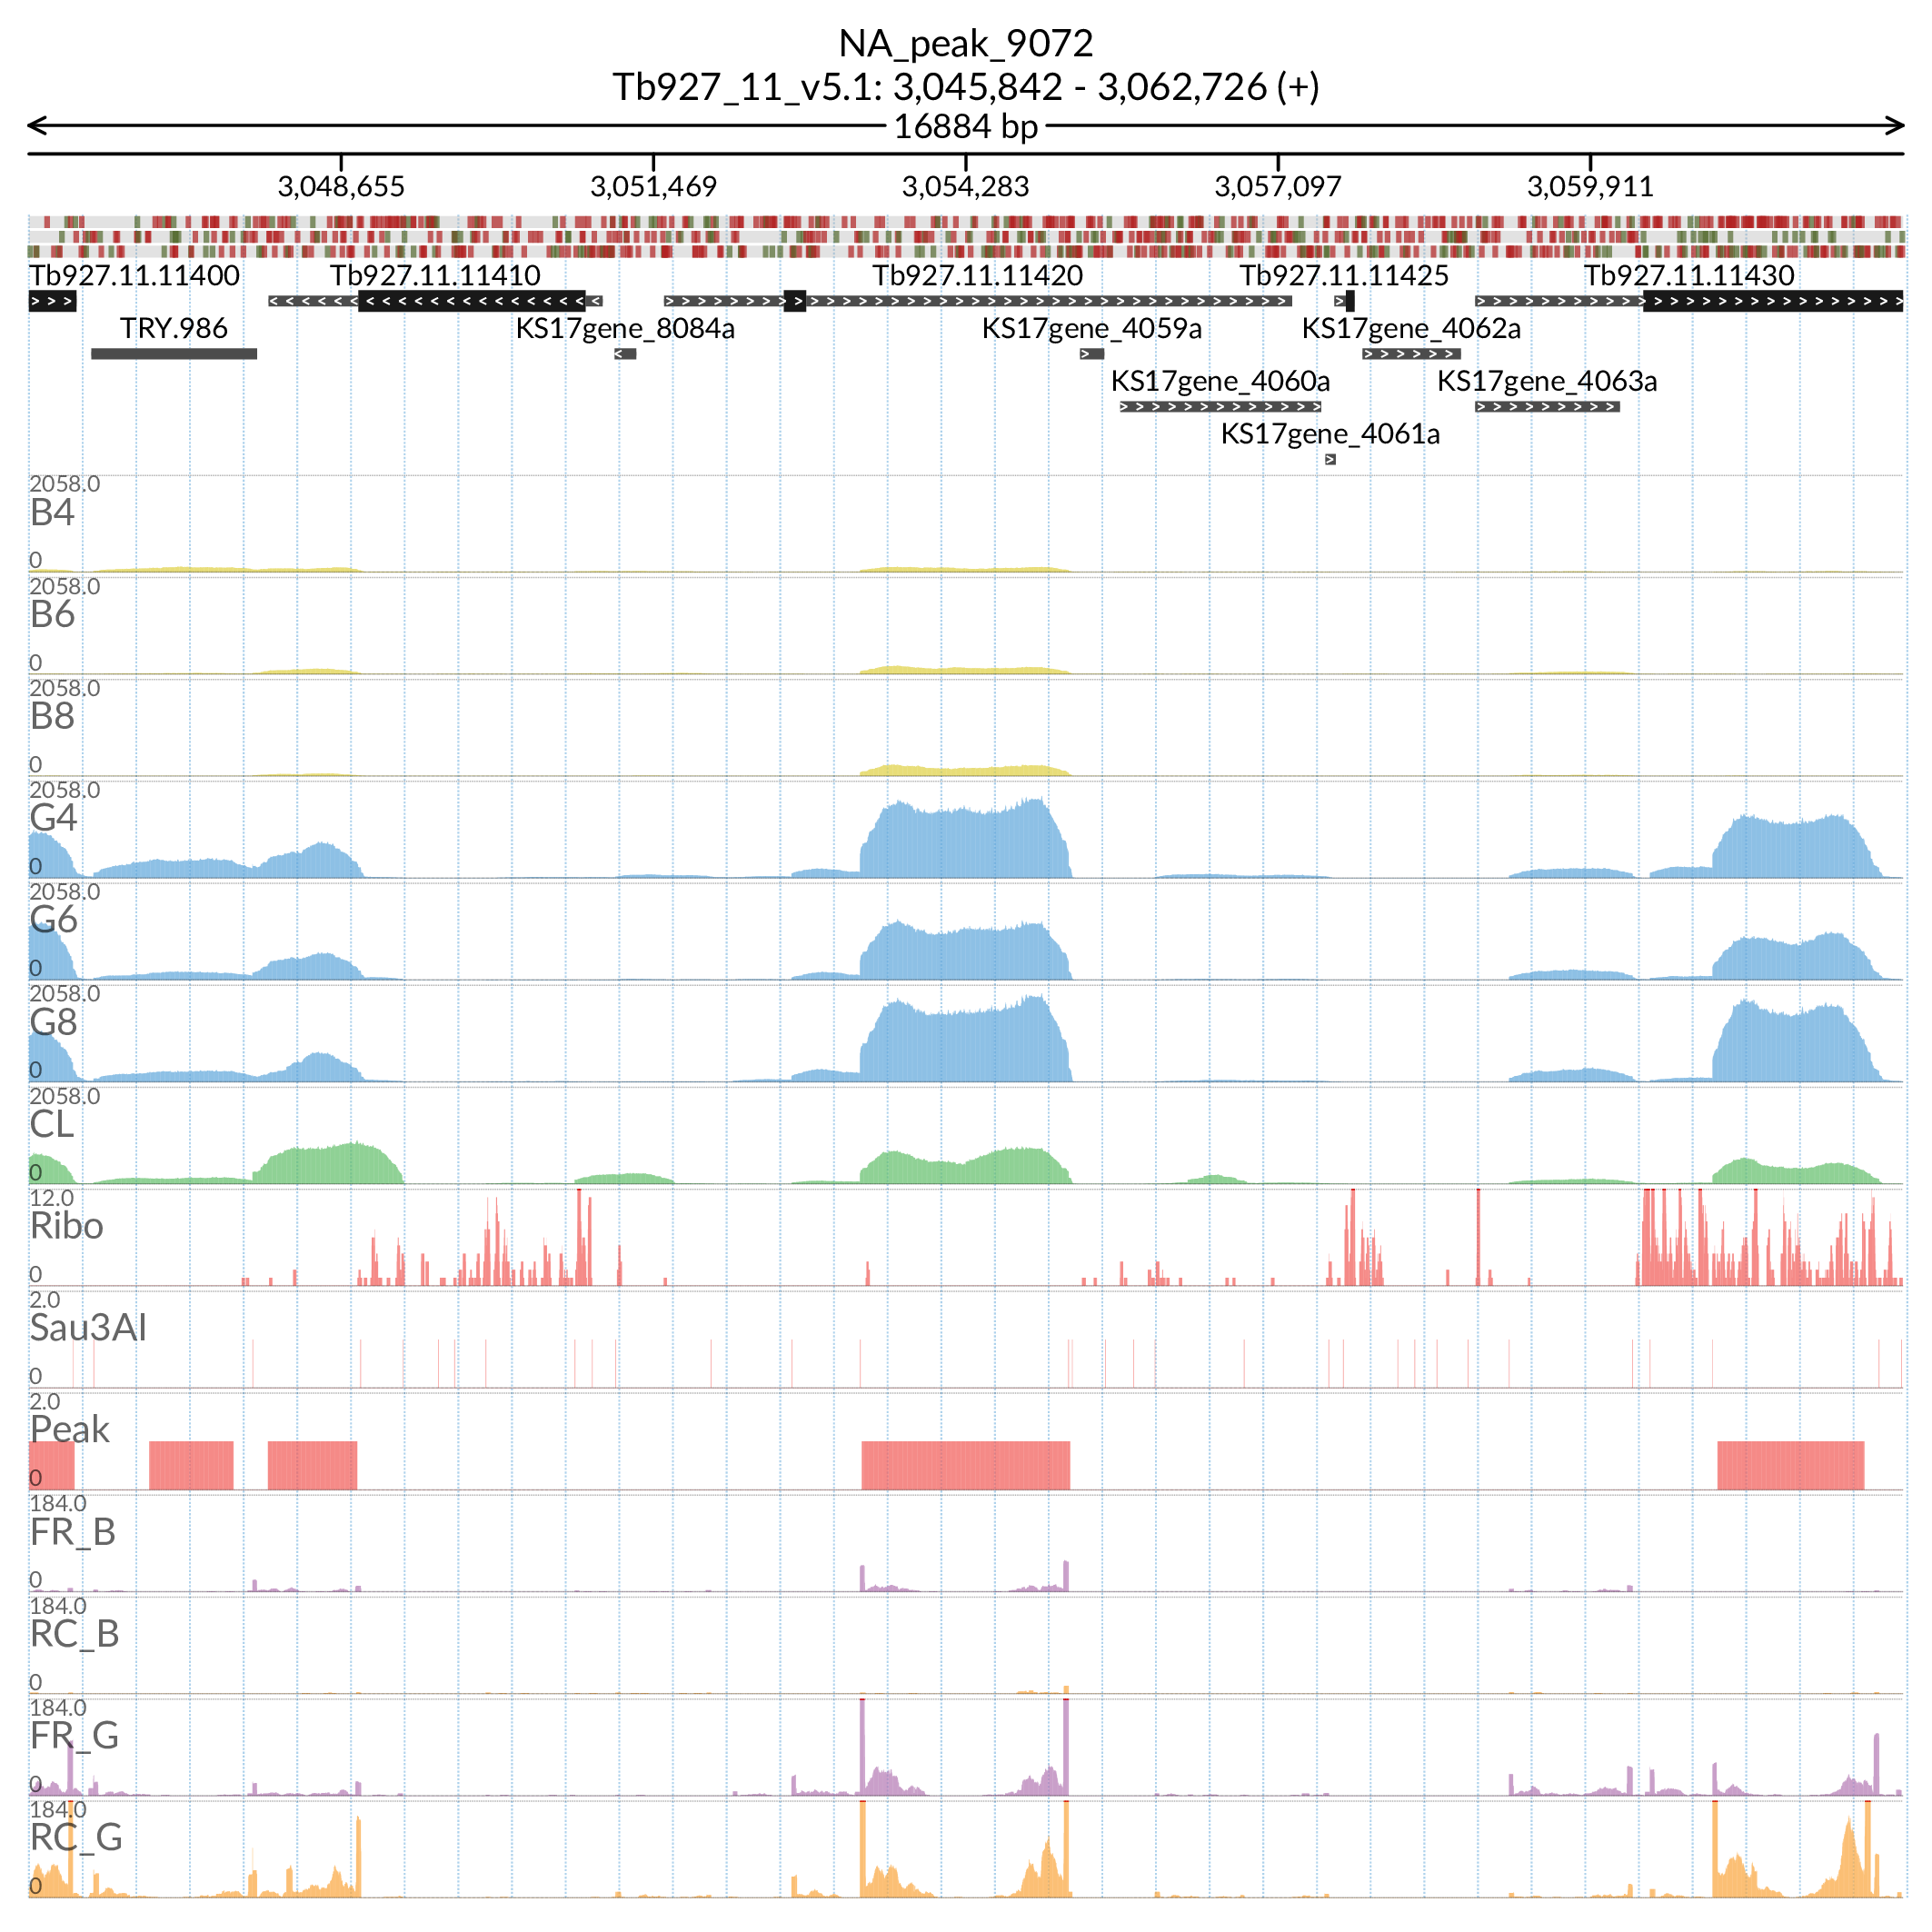 NA_peak_9072
Tb927_11_v5.1: 3,045,842 - 3,062,726 (+)
16884 bp
3,048,655 3,051,469 3,054,283 3,057,097 3,059,911
Tb927.11.11400 Tb927.11.11410 Tb927.11.11420 Tb927.11.11425 Tb927.11.11430
TRY.986 KS17gene_8084a KS17gene_4059a KS17gene_4062a
KS17gene_4060a KS17gene_4063a
KS17gene_4061a
2058.0
B4
0
2058.0
B6
0
2058.0
B8
0
2058.0
G4
0
2058.0
G6
0
2058.0
G8
0
2058.0
CL
0
12.0
Ribo
0
2.0
Sau3AI
0
2.0
Peak
0
184.0
FR_B
0
184.0
RC_B
0
184.0
FR_G
0
184.0
RC_G
0